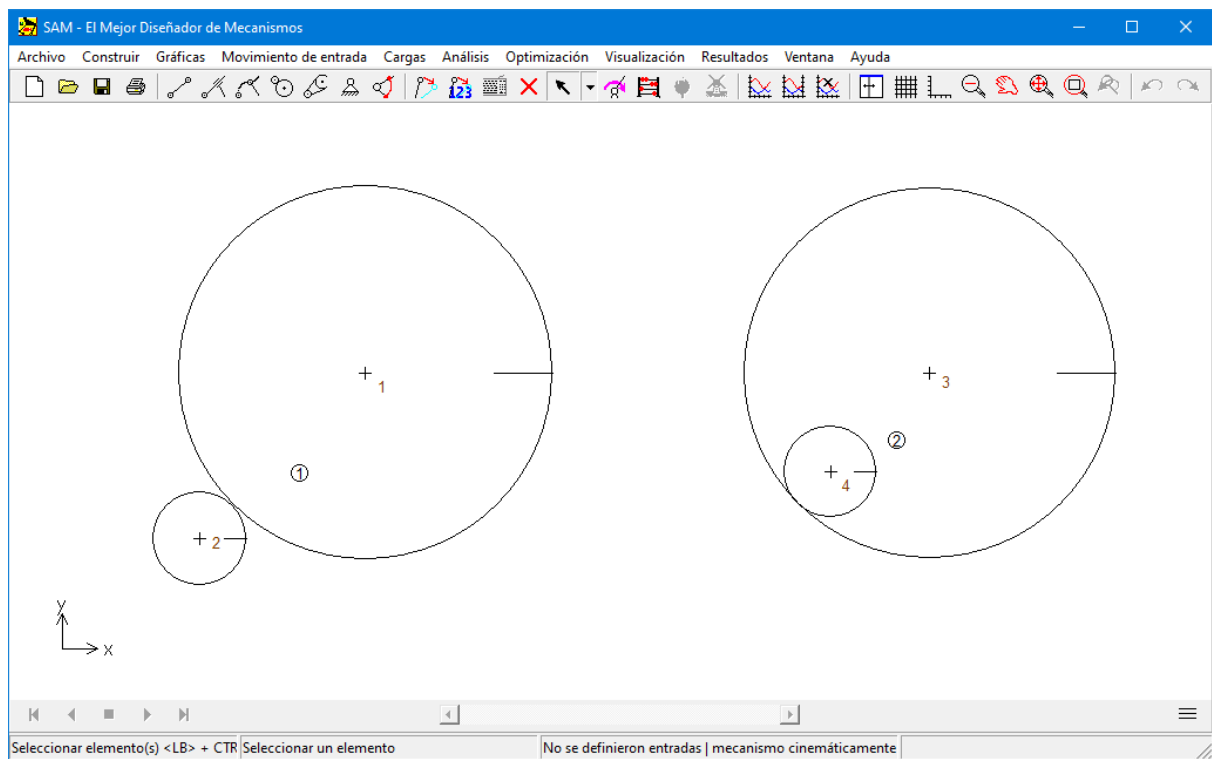 SAM - El Mejor Diseñador de Mecanismos
Archivo Construir Gráficas Movimiento de entrada Cargas Análisis Optimización Visualización Resultados Ventana Ayuda
123
1
3
2
1
4
2
y
x
Seleccionar elemento(s) <LB> + CTR Seleccionar un elemento No se definieron entradas | mecanismo cinemáticamente